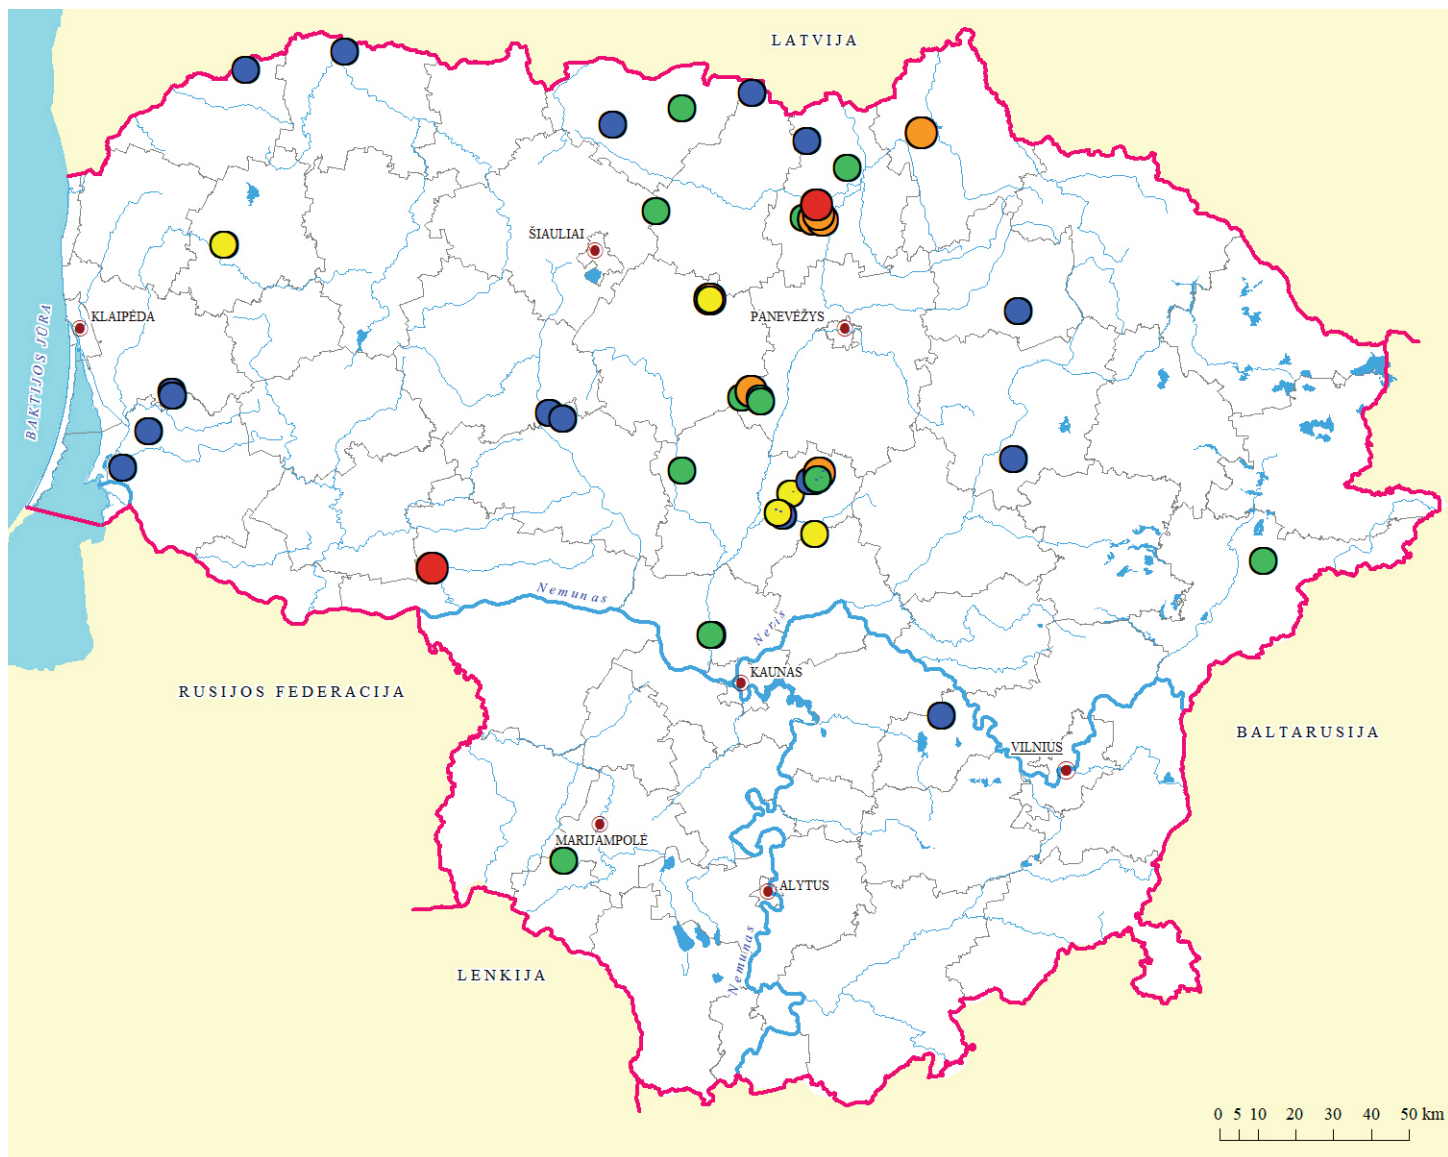 LATVIJA
ŠIAULIAI
KLAIPĖDA
PANEVĖŽYS
BAKTIJOS JŪRA
Nemunas
Neris
KAUNAS
RUSIJOS FEDERACIJA
BALTARUSIJA
VILNIUS
MARIJAMPOLĖ
ALYTUS
Nemunas
LENKIJA
0 5 10 20 30 40 50 km